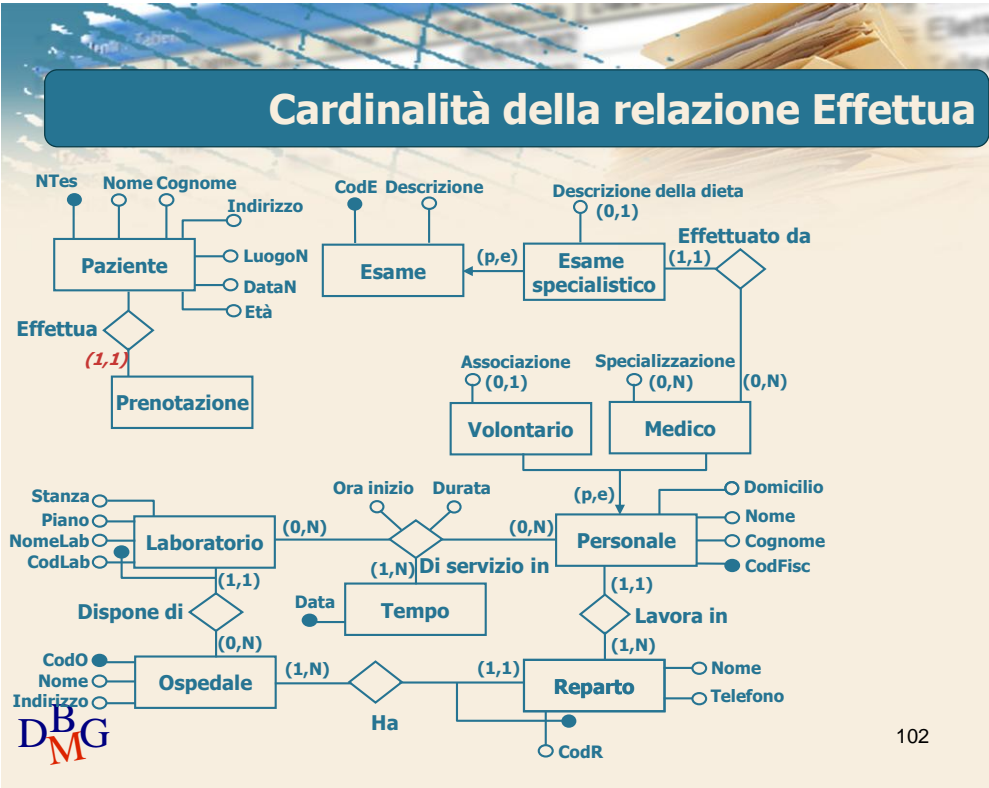 Cardinalità della relazione Effettua
NTes Nome Cognome
Indirizzo
Paziente
LuogoN
DataN
Età
Effettua
(1,1)
Prenotazione
CodE Descrizione
Esame
(p,e)
Descrizione della dieta
(0,1)
Esame
specialistico
(1,1)
Effettuato da
(0,N)
Associazione
(0,1)
Volontario
Specializzazione
(0,N)
Medico
(p,e)
Stanza
Piano
NomeLab
CodLab
Laboratorio
(0,N)
Ora inizio Durata
(0,N)
(1,N)
Di servizio in
Personale
Domicilio
Nome
Cognome
CodFisc
(1,1)
Dispone di
(0,N)
Data
Tempo
(1,1)
Lavora in
(1,N)
CodO
Nome
Indirizzo
Ospedale
(1,N)
Ha
(1,1)
Reparto
Nome
Telefono
CodR
DBMG
102